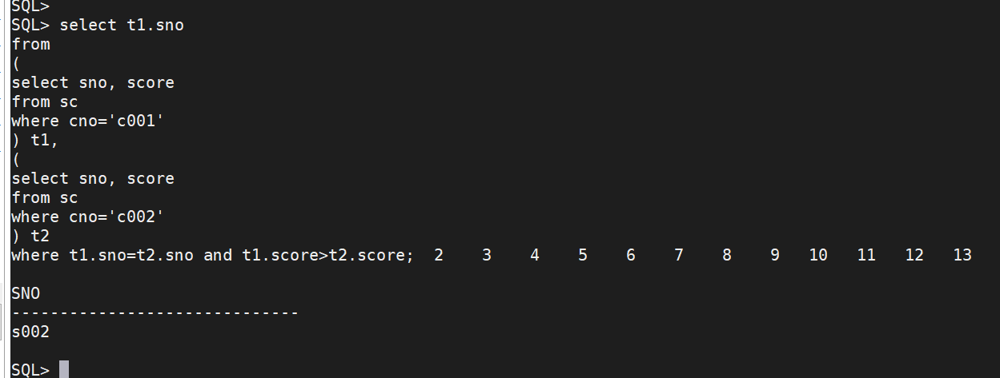 SQL>
SQL> select t1.sno
from
(
select sno, score
from sc
where cno='c001'
) t1,
(
select sno, score
from sc
where cno='c002'
) t2
where t1.sno=t2.sno and t1.score>t2.score;  2    3    4    5    6    7    8    9   10   11   12   13
SNO
------------------------------
s002
SQL>